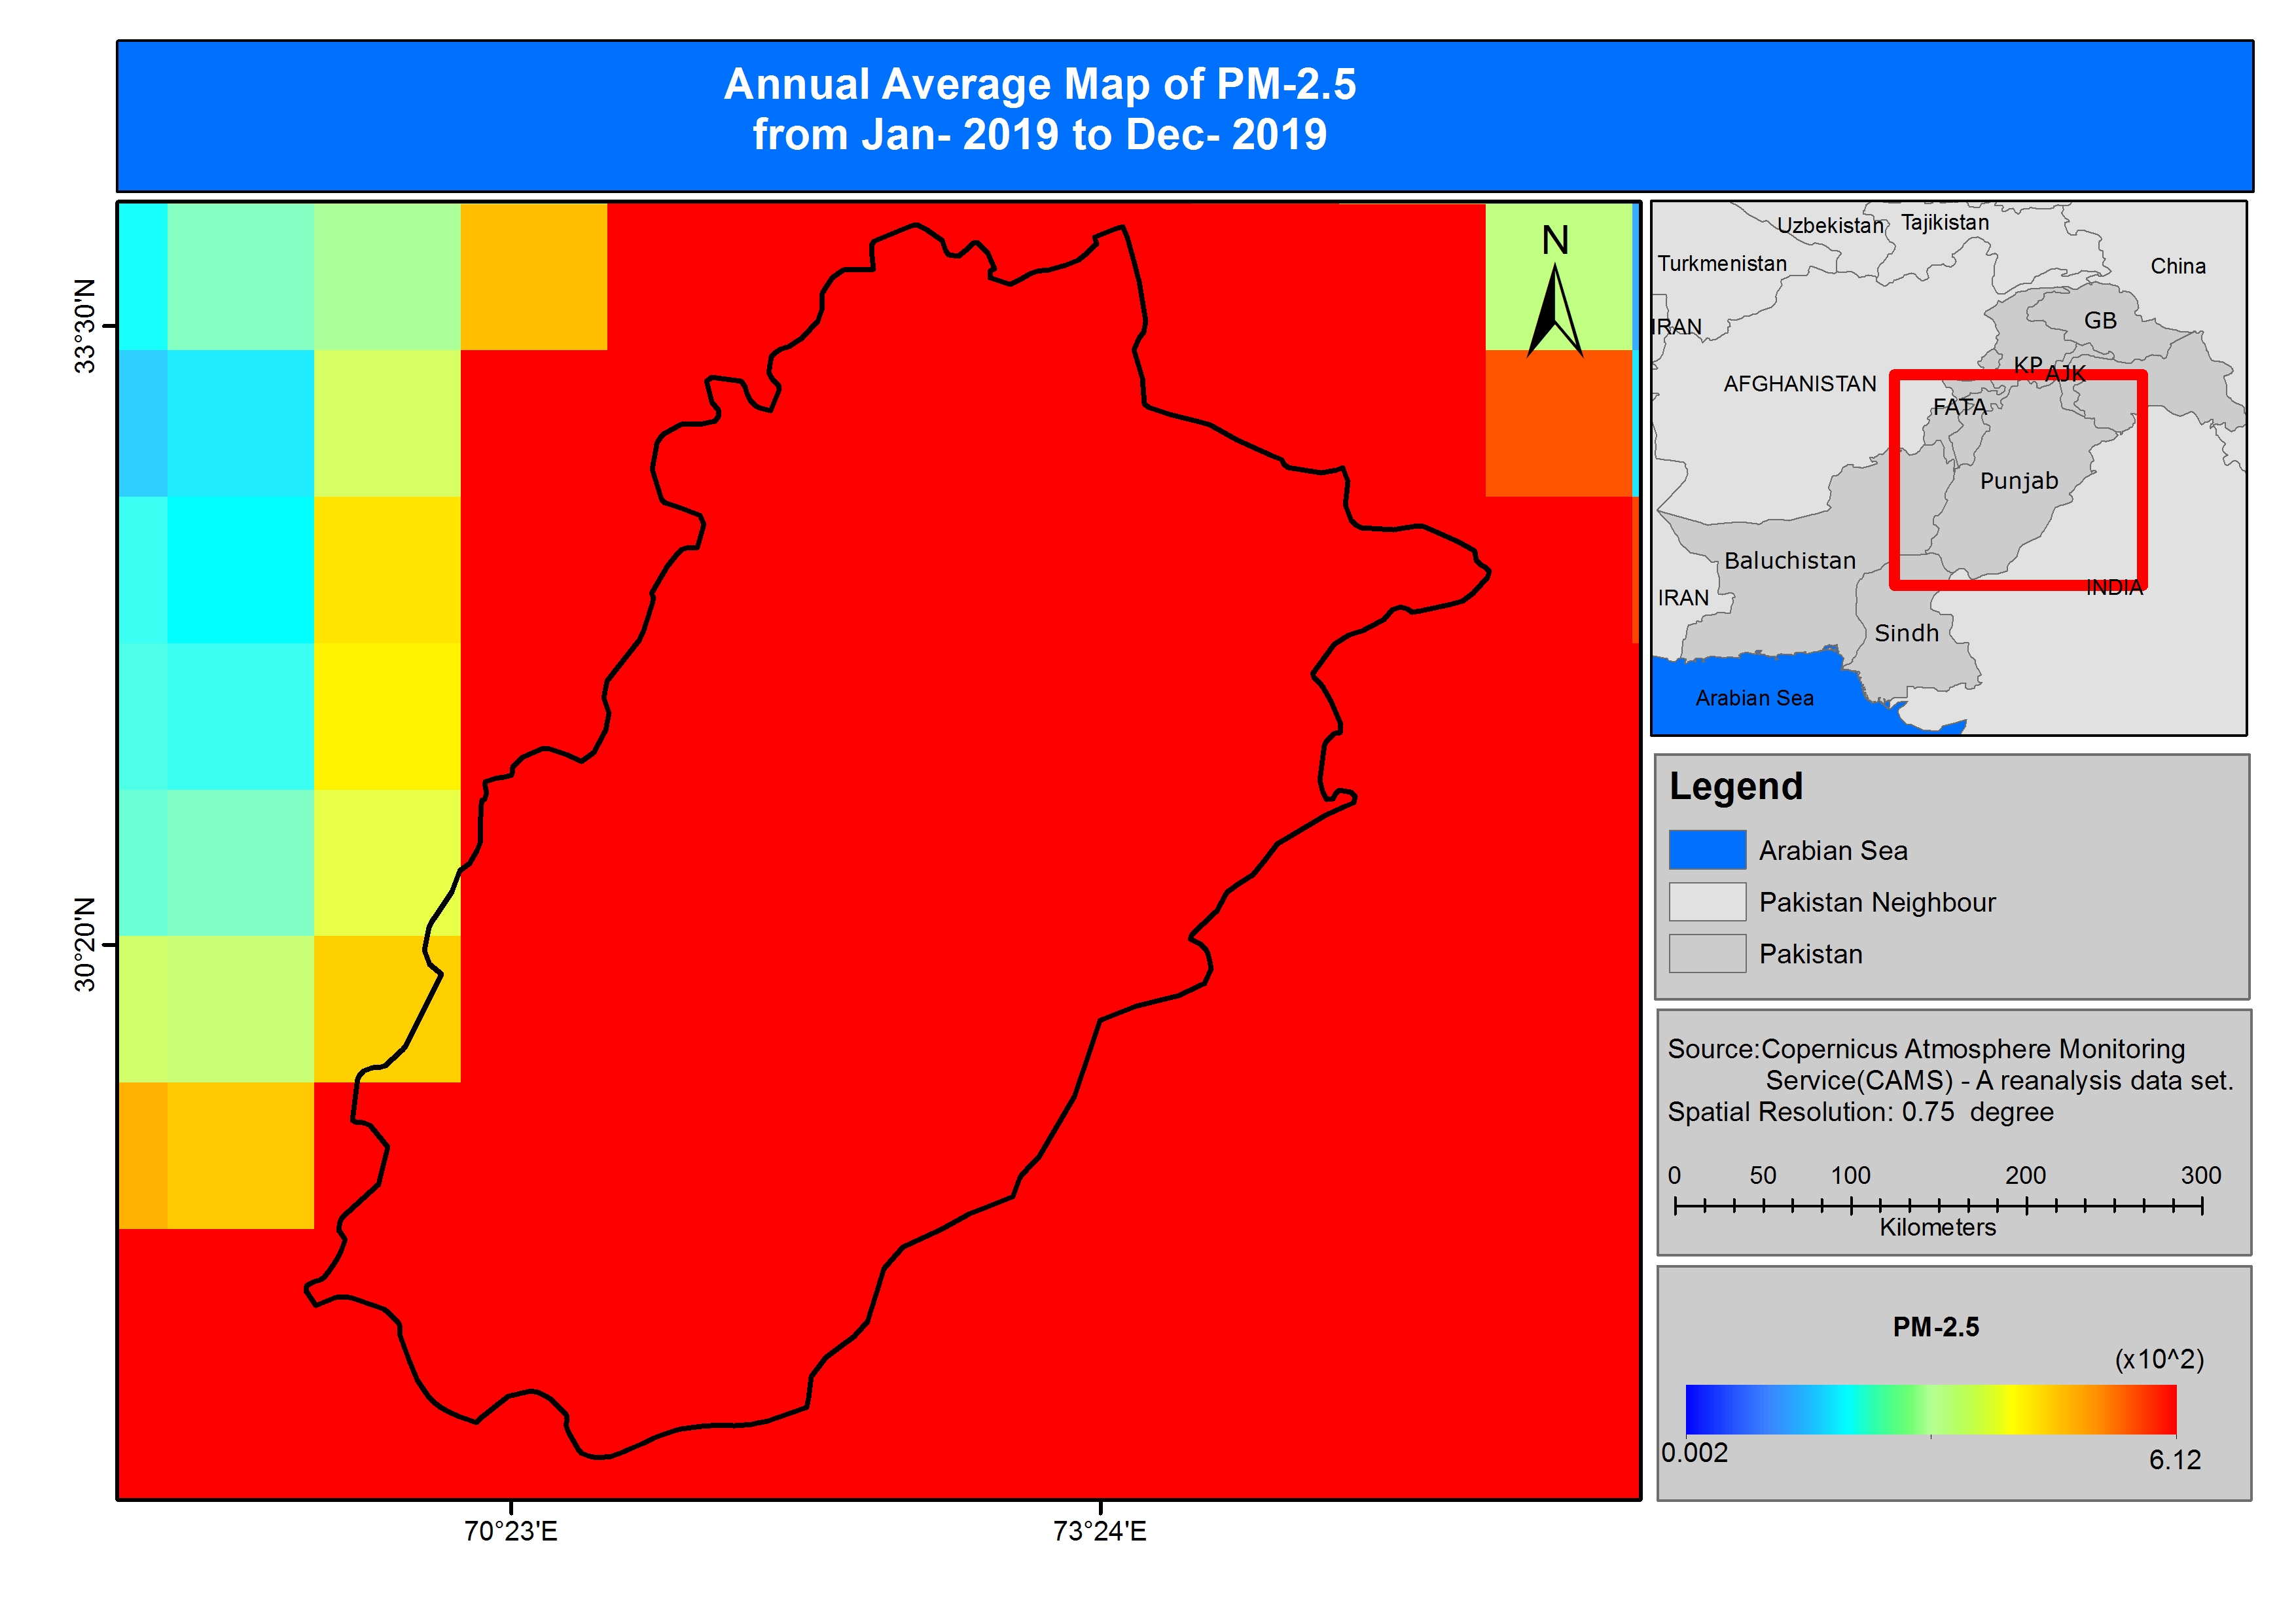 Annual Average Map of PM-2.5
from Jan- 2019 to Dec- 2019
N
33°30'N
30°20'N
70°23'E
73°24'E
Uzbekistan
Tajikistan
Turkmenistan
China
IRAN
GB
KP
AJK
AFGHANISTAN
FATA
Punjab
Baluchistan
IRAN
INDIA
Sindh
Arabian Sea
Legend
Arabian Sea
Pakistan Neighbour
Pakistan
Source:Copernicus Atmosphere Monitoring
Service(CAMS) - A reanalysis data set.
Spatial Resolution: 0.75 degree
0 50 100 200 300
Kilometers
PM-2.5
(x10^2)
0.002
6.12